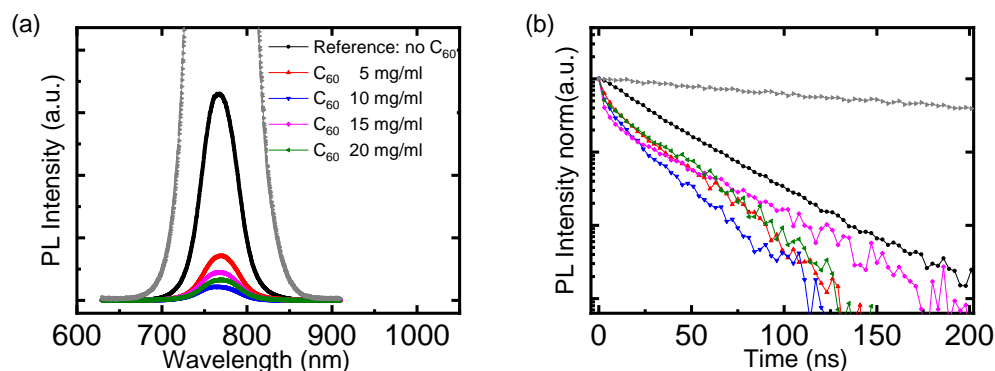 (a)
PL Intensity (a.u.)
Reference: no C60
C60 5 mg/ml
C60 10 mg/ml
C60 15 mg/ml
C60 20 mg/ml
600 700 800 900 1000
Wavelength (nm)
(b)
PL Intensity norm(a.u.)
0 50 100 150 200
Time (ns)